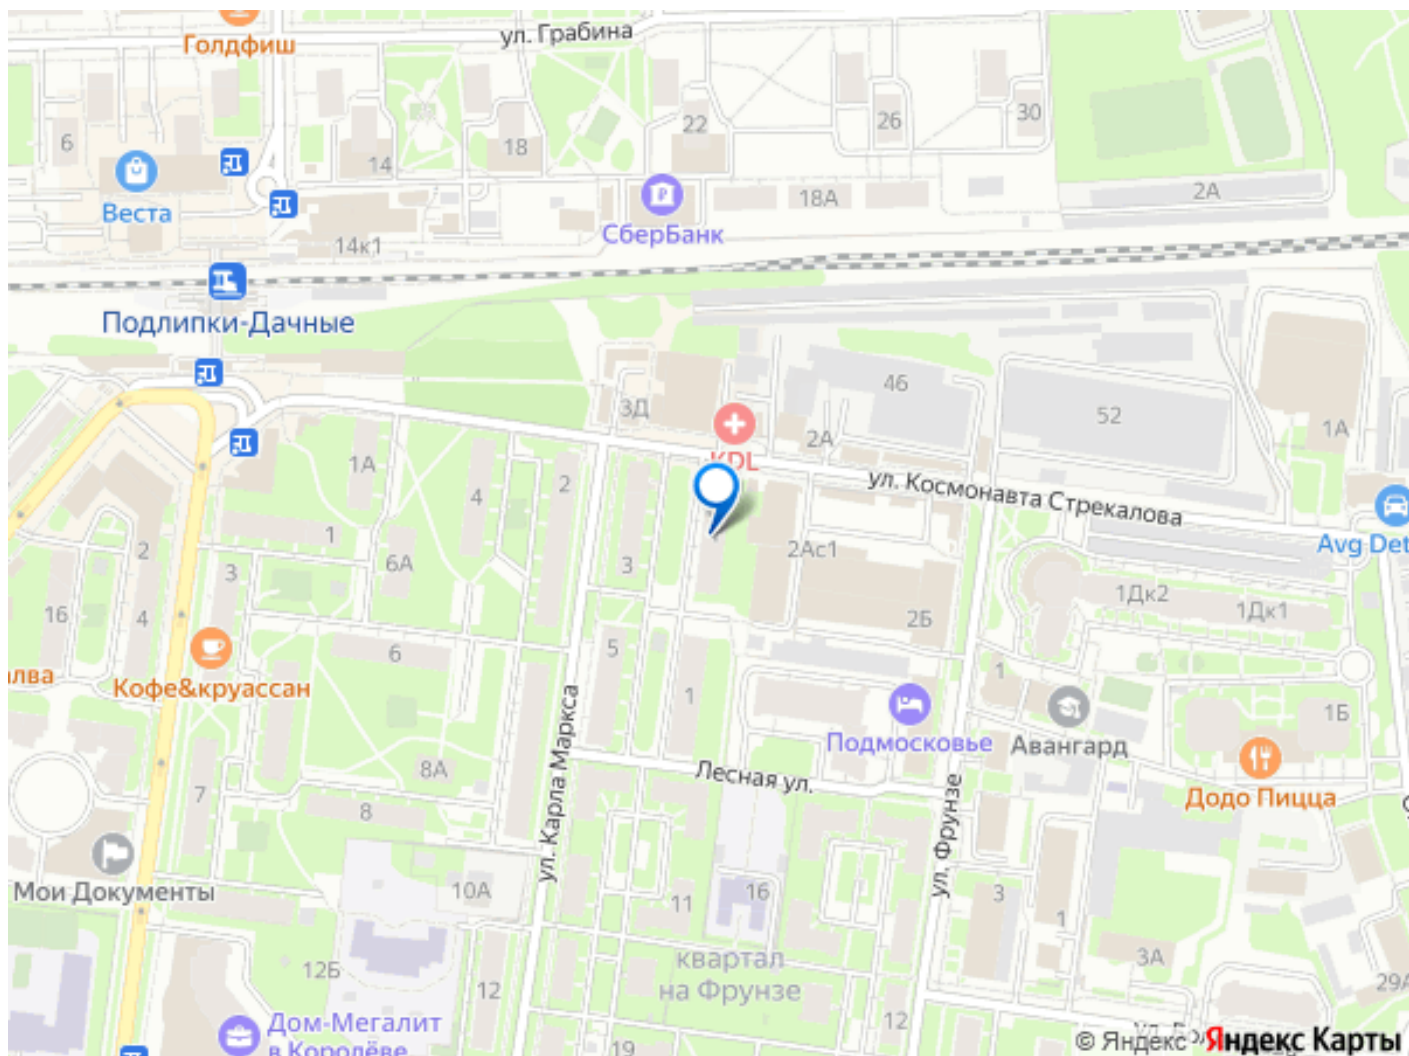 Голдфиш
ул. Грабина
6
14
18
22
26
30
2А
18А
Веста
14к1
СберБанк
Подлипки-Дачные
46
52
1А
3Д
2А
KDL
1А
4
2
ул. Космонавта Стрекалова
Avg Det
1
2
6А
3
2Ас1
3
16
4
1Дк2
1Дк1
2Б
6
5
1
1
алва
Кофе&круассан
Подмосковье
Авангард
1Б
ул. Карла Маркса
8А
7
8
Лесная ул.
Додо Пицца
ул. Фрунзе
Мои Документы
10А
11
16
3
1
3А
12Б
12
квартал
на Фрунзе
29А
12
19
Дом-Мегалит
в Королёве
© Яндекс
Яндекс Карты